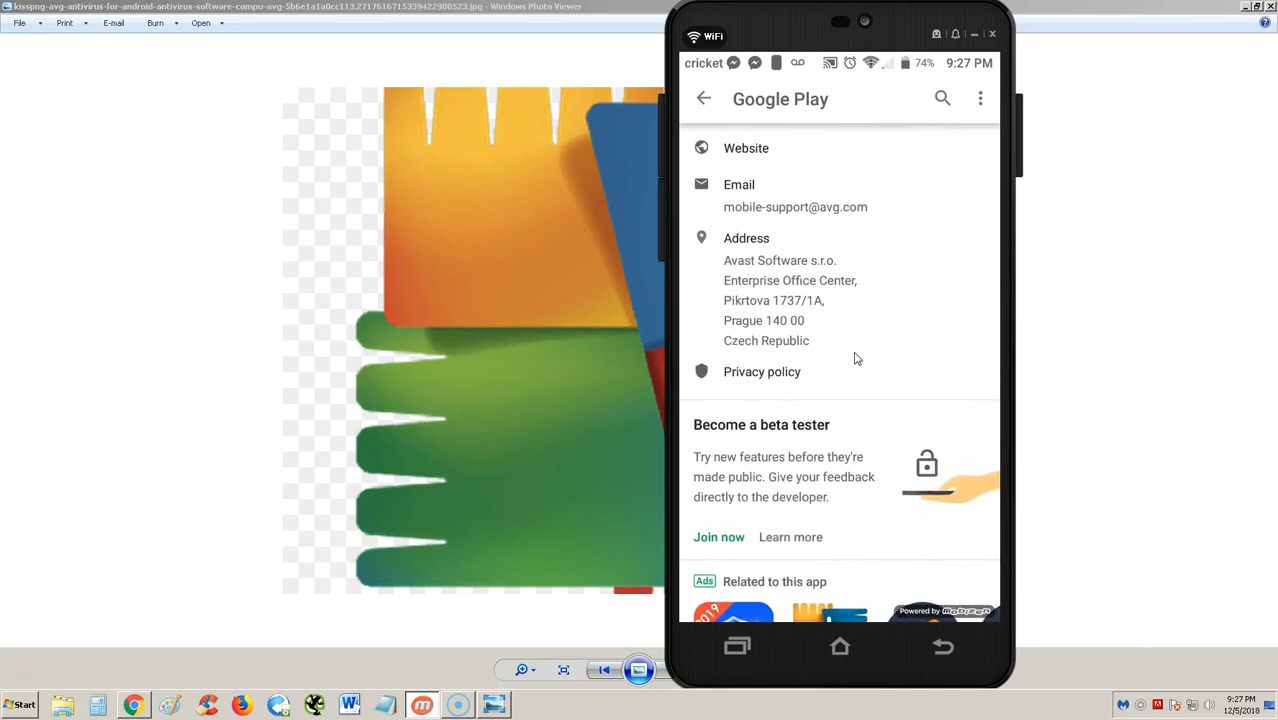 kisspng-avg-antivirus-for-android-antivirus-software-compu-avg-5b6e1a1a0cc113.2717616715339422980523.jpg - Windows Photo Viewer
File Print E-mail Burn Open
WiFi
cricket 74% 9:27 PM
Google Play
Website
Email
mobile-support@avg.com
Address
Avast Software s.r.o.
Enterprise Office Center,
Pikrtova 1737/1A,
Prague 140 00
Czech Republic
Privacy policy
Become a beta tester
Try new features before they're
made public. Give your feedback
directly to the developer.
Join now Learn more
Ads Related to this app
2019
Powered by mobizen
Start
9:27 PM
12/5/2018